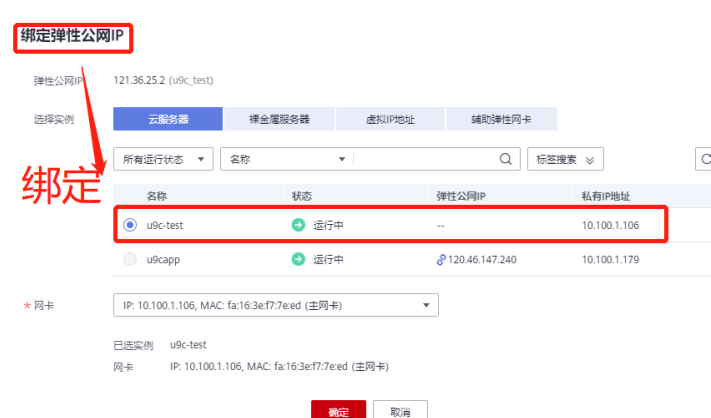 绑定弹性公网IP
弹性公网IP 121.36.25.2 (u9c_test)
选择实例 云服务器 裸金属服务器 虚拟IP地址 辅助弹性网卡
所有运行状态 名称 标签搜索
绑定
名称 状态 弹性公网IP 私有IP地址
u9c-test 运行中 -- 10.100.1.106
u9capp 运行中 120.46.147.240 10.100.1.179
* 网卡 IP: 10.100.1.106, MAC: fa:16:3e:f7:7e:ed (主网卡)
已选实例 u9c-test
网卡 IP: 10.100.1.106, MAC: fa:16:3e:f7:7e:ed (主网卡)
确定 取消